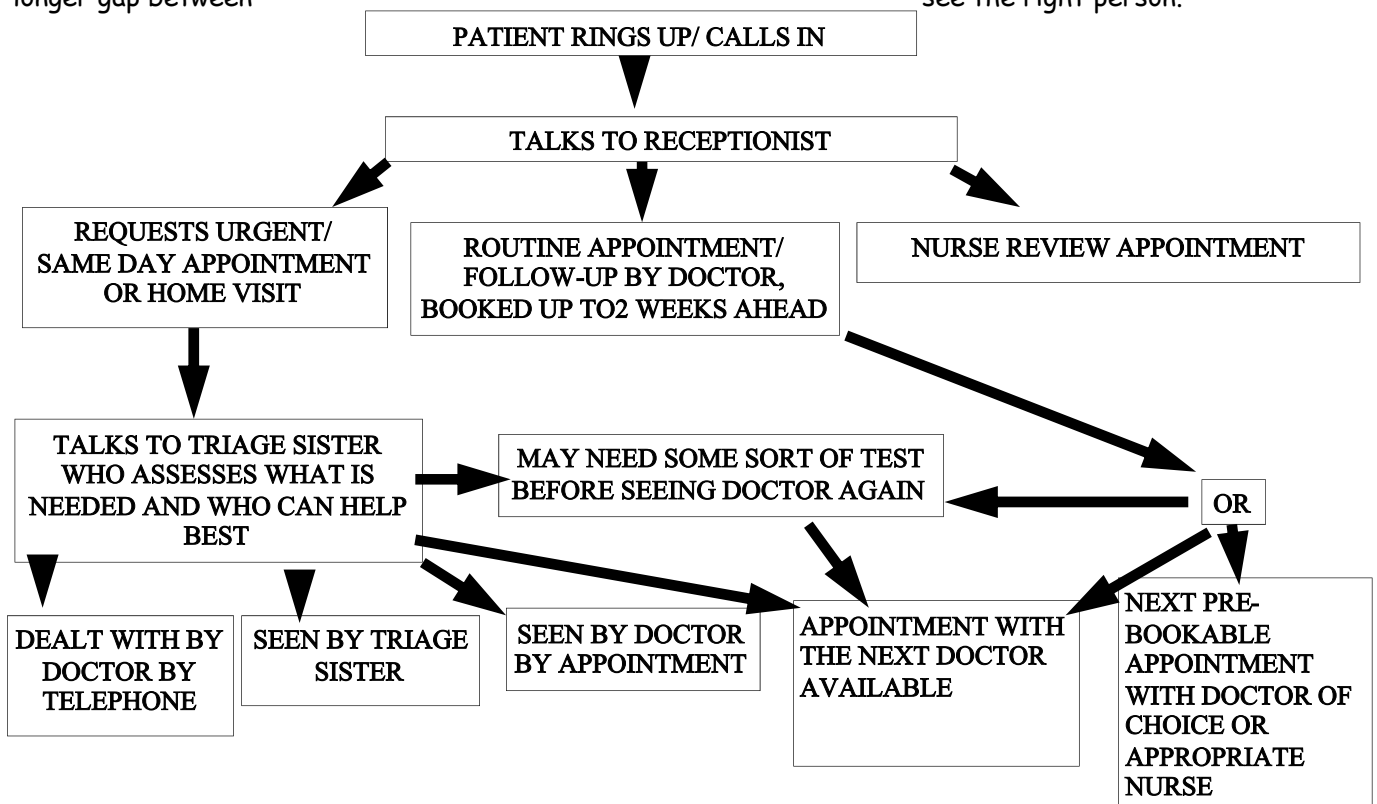 longer gap between
see the right person.
PATIENT RINGS UP/ CALLS IN
TALKS TO RECEPTIONIST
REQUESTS URGENT/
SAME DAY APPOINTMENT
OR HOME VISIT
ROUTINE APPOINTMENT/
FOLLOW-UP BY DOCTOR,
BOOKED UP TO2 WEEKS AHEAD
NURSE REVIEW APPOINTMENT
TALKS TO TRIAGE SISTER
WHO ASSESSES WHAT IS
NEEDED AND WHO CAN HELP
BEST
MAY NEED SOME SORT OF TEST
BEFORE SEEING DOCTOR AGAIN
OR
DEALT WITH BY
DOCTOR BY
TELEPHONE
SEEN BY TRIAGE
SISTER
SEEN BY DOCTOR
BY APPOINTMENT
APPOINTMENT WITH
THE NEXT DOCTOR
AVAILABLE
NEXT PRE-
BOOKABLE
APPOINTMENT
WITH DOCTOR OF
CHOICE OR
APPROPRIATE
NURSE